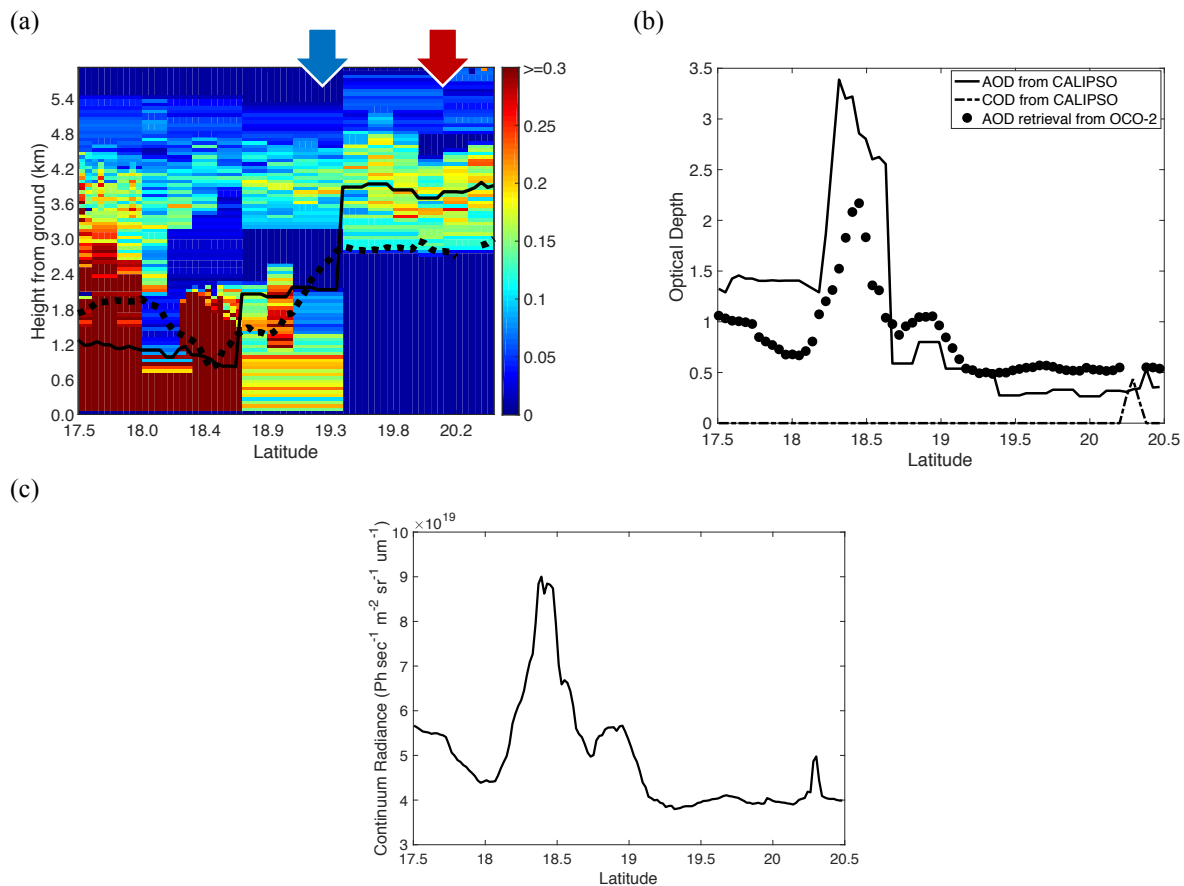 (a)
Height from ground (km)
5.4
4.8
4.2
3.6
3.0
2.4
1.8
1.2
0.6
0.0
17.5 18.0 18.4 18.9 19.3 19.8 20.2
Latitude
>=0.3
0.25
0.2
0.15
0.1
0.05
0
(b)
Optical Depth
3.5
3
2.5
2
1.5
1
0.5
0
17.5 18 18.5 19 19.5 20 20.5
Latitude
AOD from CALIPSO
COD from CALIPSO
AOD retrieval from OCO-2
(c)
Continuum Radiance (Ph sec-1 m-2 sr-1 um-1)
×10^19
10
9
8
7
6
5
4
3
17.5 18 18.5 19 19.5 20 20.5
Latitude